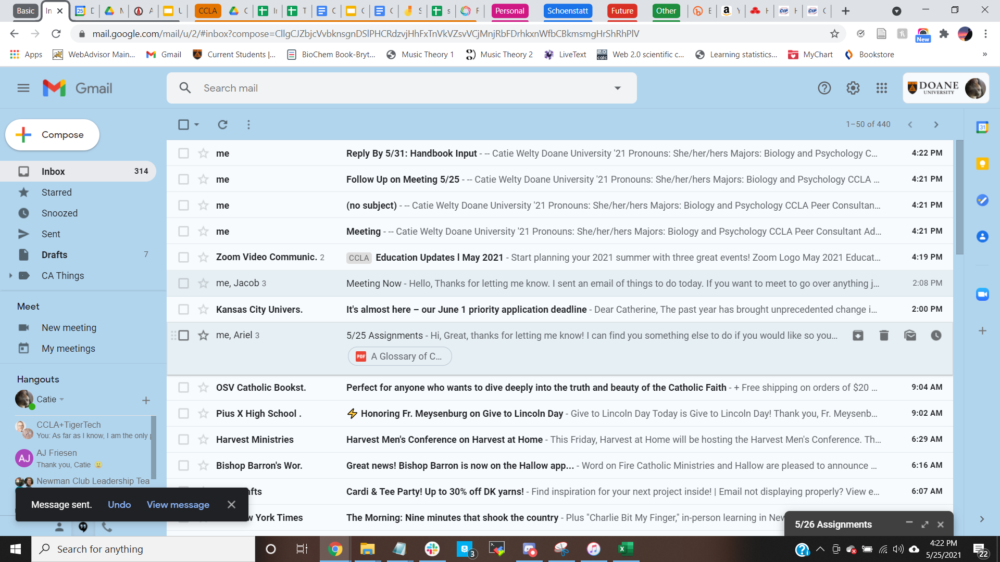 Basic
In
CCLA
Personal
Schoenstatt
Future
Other
mail.google.com/mail/u/2/#inbox?compose=CllgCJZbjcVvbknsgnDSlPHCRdzvjHhFxTnVkVZsvVCjMnjRbFDrhkxnWfbCBkmsmgHrShRhPlV
New
Apps
WebAdvisor Main...
Gmail
Current Students |...
BioChem Book-Bryt...
Music Theory 1
Music Theory 2
LiveText
Web 2.0 scientific c...
Learning statistics...
MyChart
Bookstore
»
Gmail
Search mail
DOANE
UNIVERSITY
Compose
1–50 of 440
Inbox 314
Starred
Snoozed
Sent
Drafts 7
CA Things
Meet
New meeting
My meetings
Hangouts
Catie
CCLA+TigerTech
You: As far as I know, I am the only
AJ
AJ Friesen
Thank you, Catie 🙂
Newman Club Leadership Tea
me Reply By 5/31: Handbook Input - -- Catie Welty Doane University '21 Pronouns: She/her/hers Majors: Biology and Psychology C... 4:22 PM
me Follow Up on Meeting 5/25 - -- Catie Welty Doane University '21 Pronouns: She/her/hers Majors: Biology and Psychology CCLA ... 4:21 PM
me (no subject) - -- Catie Welty Doane University '21 Pronouns: She/her/hers Majors: Biology and Psychology CCLA Peer Consultan... 4:21 PM
me Meeting - -- Catie Welty Doane University '21 Pronouns: She/her/hers Majors: Biology and Psychology CCLA Peer Consultant Ad... 4:21 PM
Zoom Video Communic. 2 CCLA Education Updates l May 2021 - Start planning your 2021 summer with three great events! Zoom Logo May 2021 Educat... 4:19 PM
me, Jacob 3 Meeting Now - Hello, Thanks for letting me know. I sent an email of things to do today. If you want to meet to go over anything j... 2:08 PM
Kansas City Univers. It's almost here – our June 1 priority application deadline - Dear Catherine, The past year has brought unprecedented change i... 2:00 PM
me, Ariel 3 5/25 Assignments - Hi, Great, thanks for letting me know! I can find you something else to do if you would like so you...
PDF A Glossary of C...
OSV Catholic Bookst. Perfect for anyone who wants to dive deeply into the truth and beauty of the Catholic Faith - + Free shipping on orders of $20 ... 9:04 AM
Pius X High School . ⚡ Honoring Fr. Meysenburg on Give to Lincoln Day - Give to Lincoln Day Today is Give to Lincoln Day! Thank you, Fr. Meysenb... 9:02 AM
Harvest Ministries Harvest Men's Conference on Harvest at Home - This Friday, Harvest at Home will be hosting the Harvest Men's Conference. Th... 6:29 AM
Bishop Barron's Wor. Great news! Bishop Barron is now on the Hallow app... - Word on Fire Catholic Ministries and Hallow are pleased to announce ... 6:16 AM
afts Cardi & Tee Party! Up to 30% off DK yarns! - Find inspiration for your next project inside! | Email not displaying properly? View e... 6:07 AM
w York Times The Morning: Nine minutes that shook the country - Plus "Charlie Bit My Finger," in-person learning in New
Message sent. Undo View message
5/26 Assignments
Search for anything
3
4:22 PM
5/25/2021
22